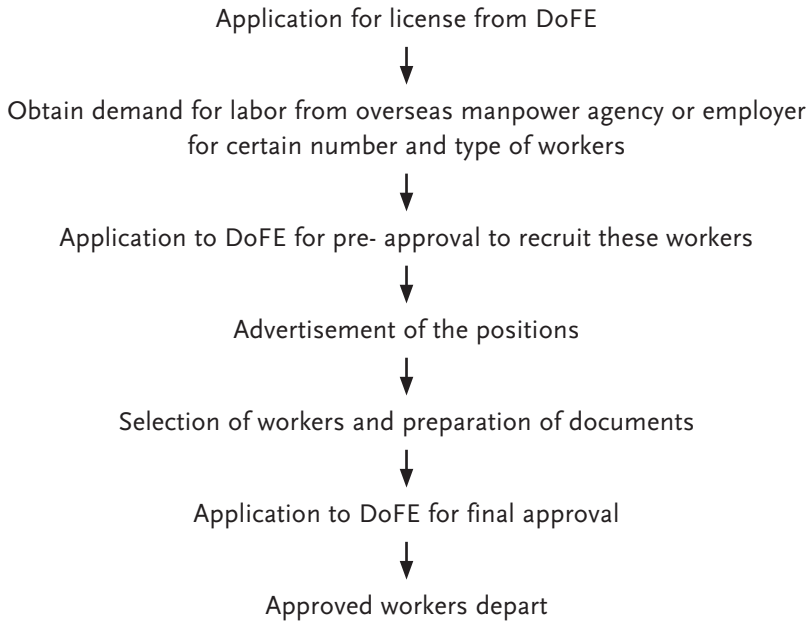 Application for license from DoFE
Obtain demand for labor from overseas manpower agency or employer
for certain number and type of workers
Application to DoFE for pre- approval to recruit these workers
Advertisement of the positions
Selection of workers and preparation of documents
Application to DoFE for final approval
Approved workers depart